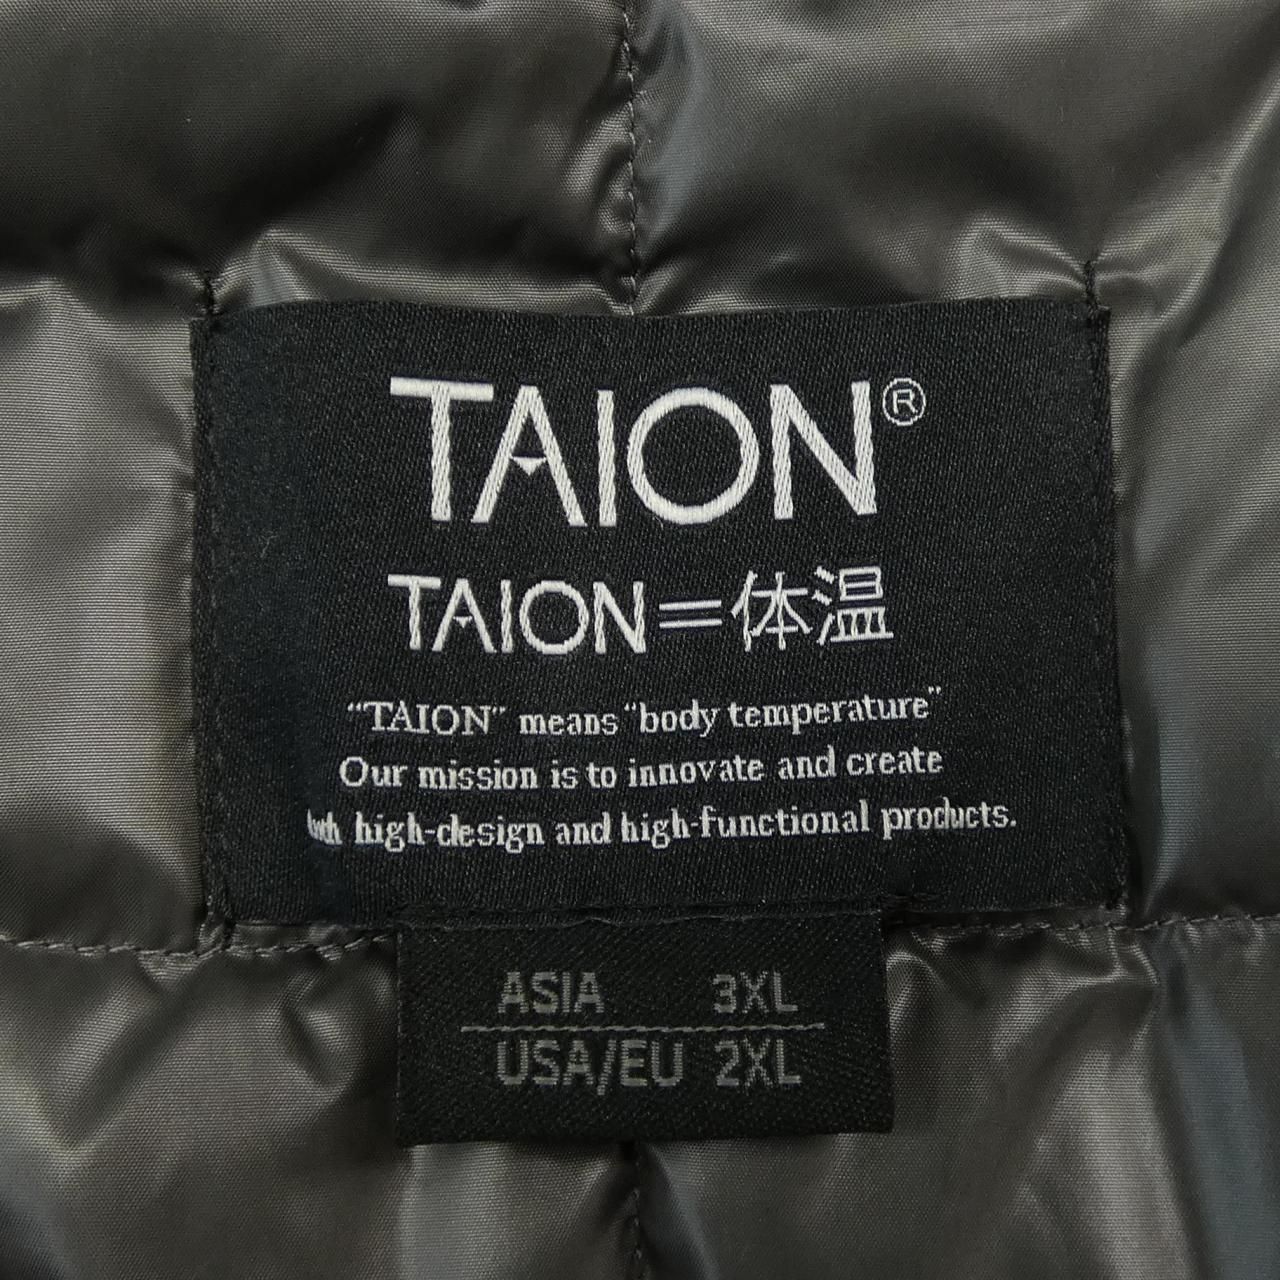 TAION®
TAION=体温
"TAION" means "body temperature"
Our mission is to innovate and create
both high-design and high-functional products.
ASIA 3XL
USA/EU 2XL